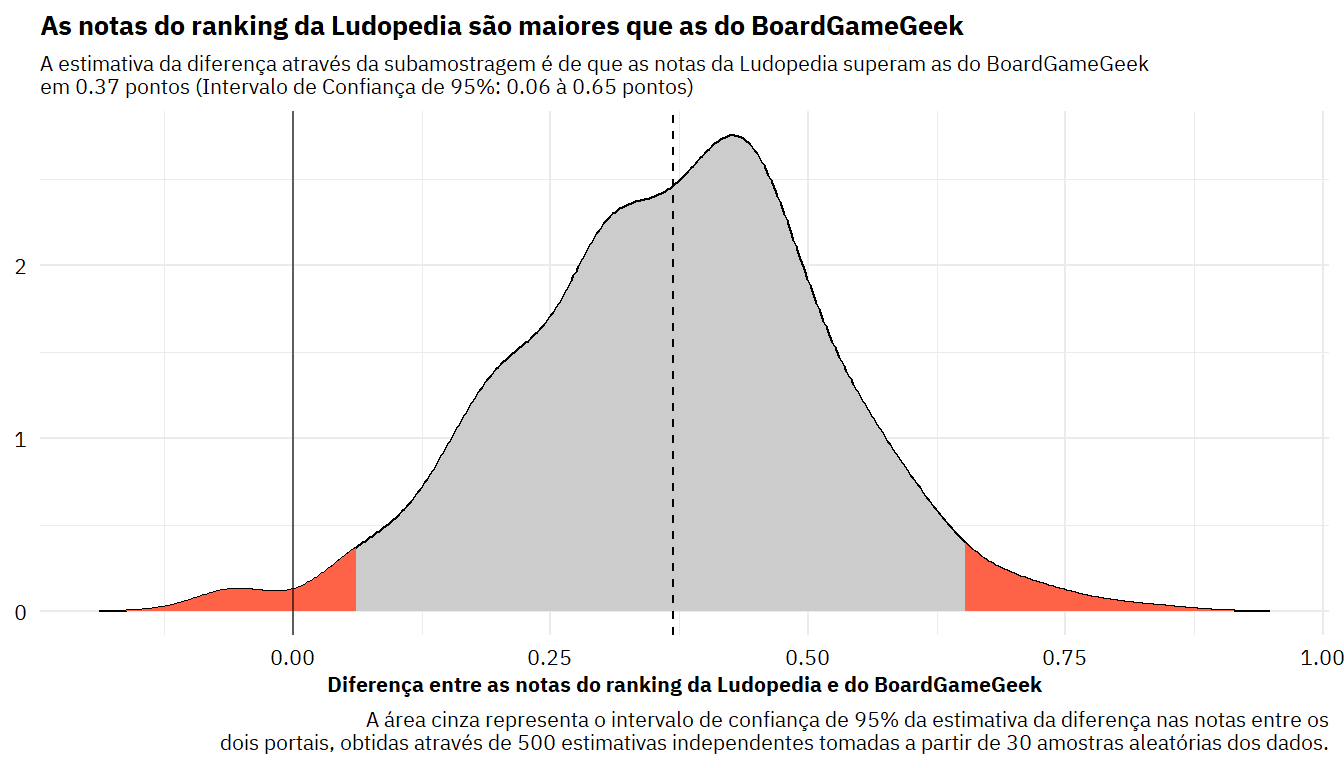 As notas do ranking da Ludopedia são maiores que as do BoardGameGeek
A estimativa da diferença através da subamostragem é de que as notas da Ludopedia superam as do BoardGameGeek
em 0.37 pontos (Intervalo de Confiança de 95%: 0.06 à 0.65 pontos)
2
1
0
0.00 0.25 0.50 0.75 1.00
Diferença entre as notas do ranking da Ludopedia e do BoardGameGeek
A área cinza representa o intervalo de confiança de 95% da estimativa da diferença nas notas entre os
dois portais, obtidas através de 500 estimativas independentes tomadas a partir de 30 amostras aleatórias dos dados.